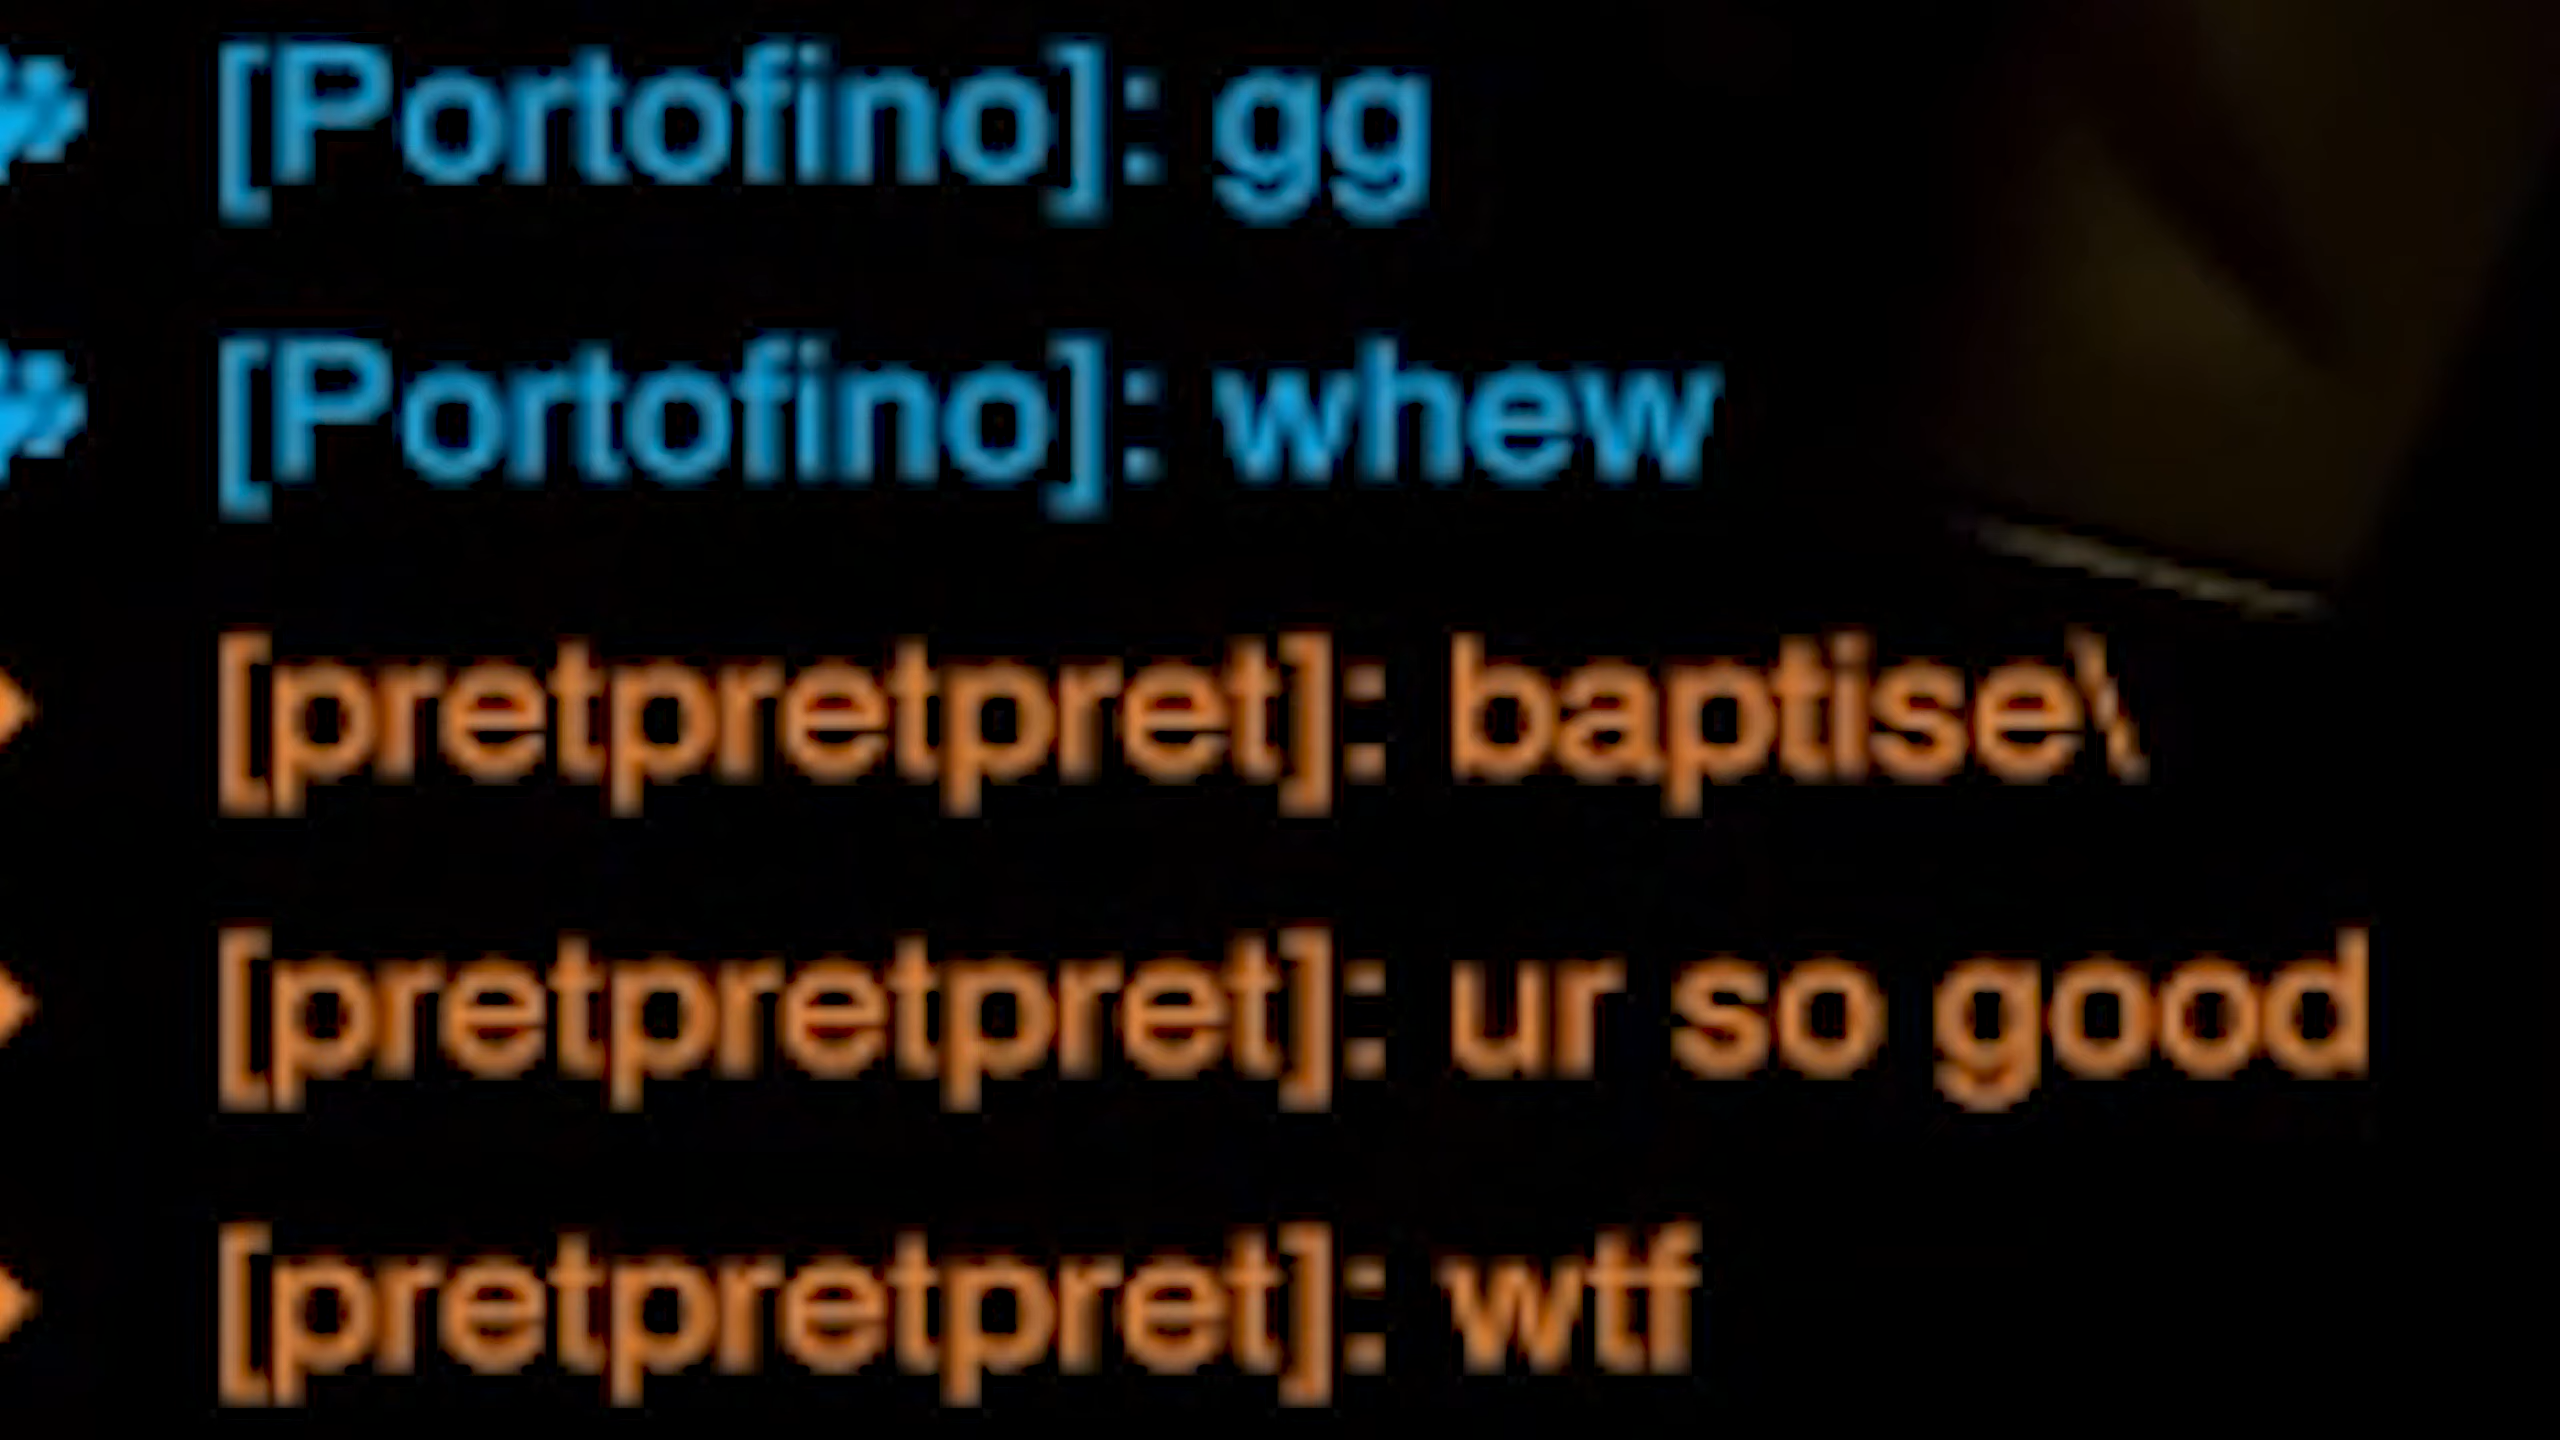 [Portofino]: gg
[Portofino]: whew
[pretpretpret]: baptise\
[pretpretpret]: ur so good
[pretpretpret]: wtf